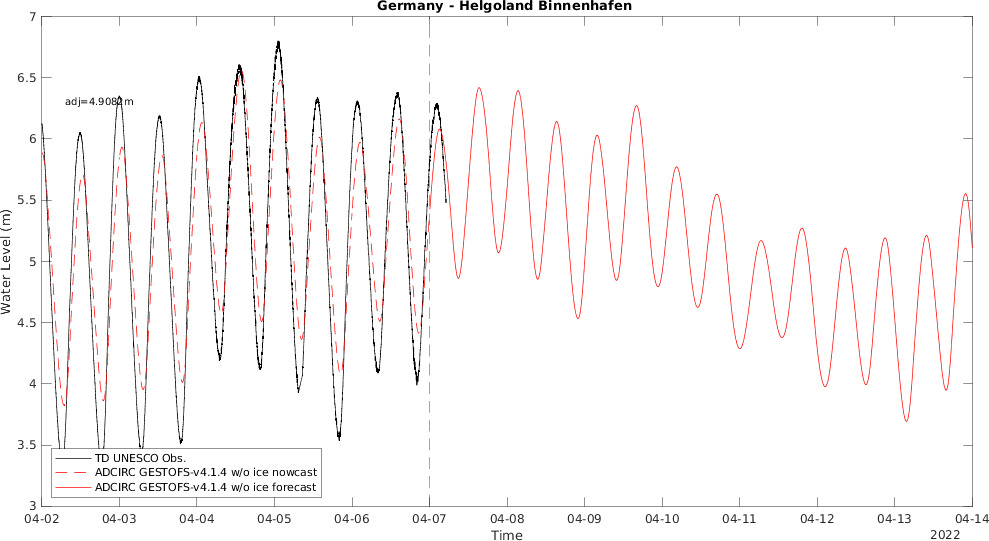 Germany - Helgoland Binnenhafen
7
6.5
6
5.5
5
4.5
4
3.5
3
Water Level (m)
adj=4.9082m
TD UNESCO Obs.
ADCIRC GESTOFS-v4.1.4 w/o ice nowcast
ADCIRC GESTOFS-v4.1.4 w/o ice forecast
04-02 04-03 04-04 04-05 04-06 04-07 04-08 04-09 04-10 04-11 04-12 04-13 04-14
Time
2022